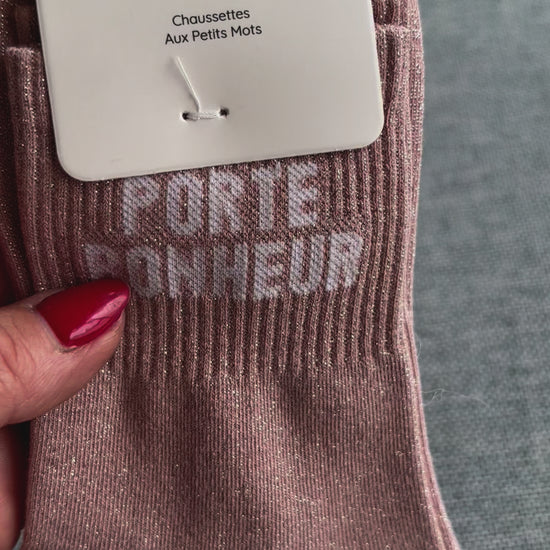 Chaussettes
Aux Petits Mots
PORTE
BONHEUR